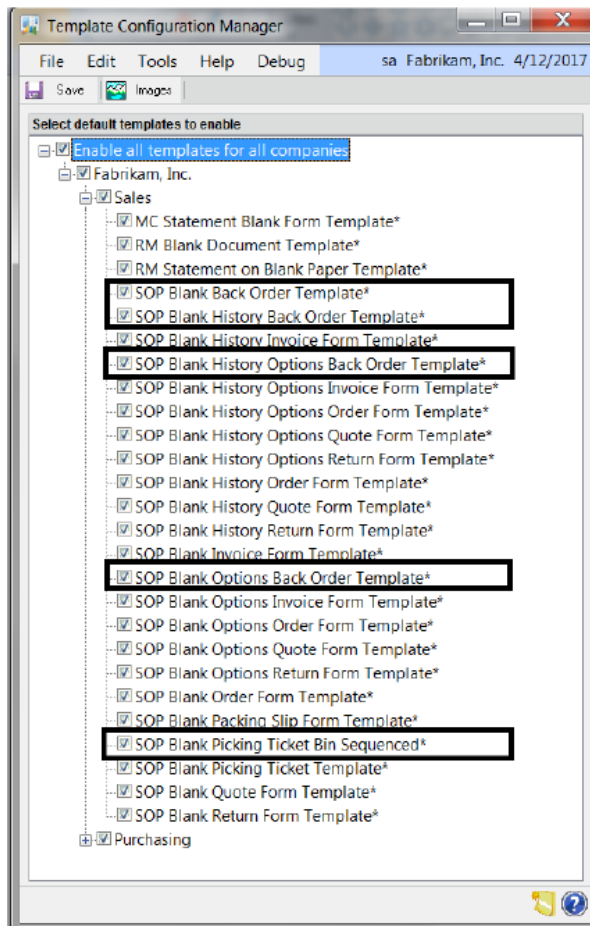 Template Configuration Manager
File Edit Tools Help Debug sa Fabrikam, Inc. 4/12/2017
Save Images
Select default templates to enable
Enable all templates for all companies
Fabrikam, Inc.
Sales
MC Statement Blank Form Template*
RM Blank Document Template*
RM Statement on Blank Paper Template*
SOP Blank Back Order Template*
SOP Blank History Back Order Template*
SOP Blank History Invoice Form Template*
SOP Blank History Options Back Order Template*
SOP Blank History Options Invoice Form Template*
SOP Blank History Options Order Form Template*
SOP Blank History Options Quote Form Template*
SOP Blank History Options Return Form Template*
SOP Blank History Order Form Template*
SOP Blank History Quote Form Template*
SOP Blank History Return Form Template*
SOP Blank Invoice Form Template*
SOP Blank Options Back Order Template*
SOP Blank Options Invoice Form Template*
SOP Blank Options Order Form Template*
SOP Blank Options Quote Form Template*
SOP Blank Options Return Form Template*
SOP Blank Order Form Template*
SOP Blank Packing Slip Form Template*
SOP Blank Picking Ticket Bin Sequenced*
SOP Blank Picking Ticket Template*
SOP Blank Quote Form Template*
SOP Blank Return Form Template*
Purchasing